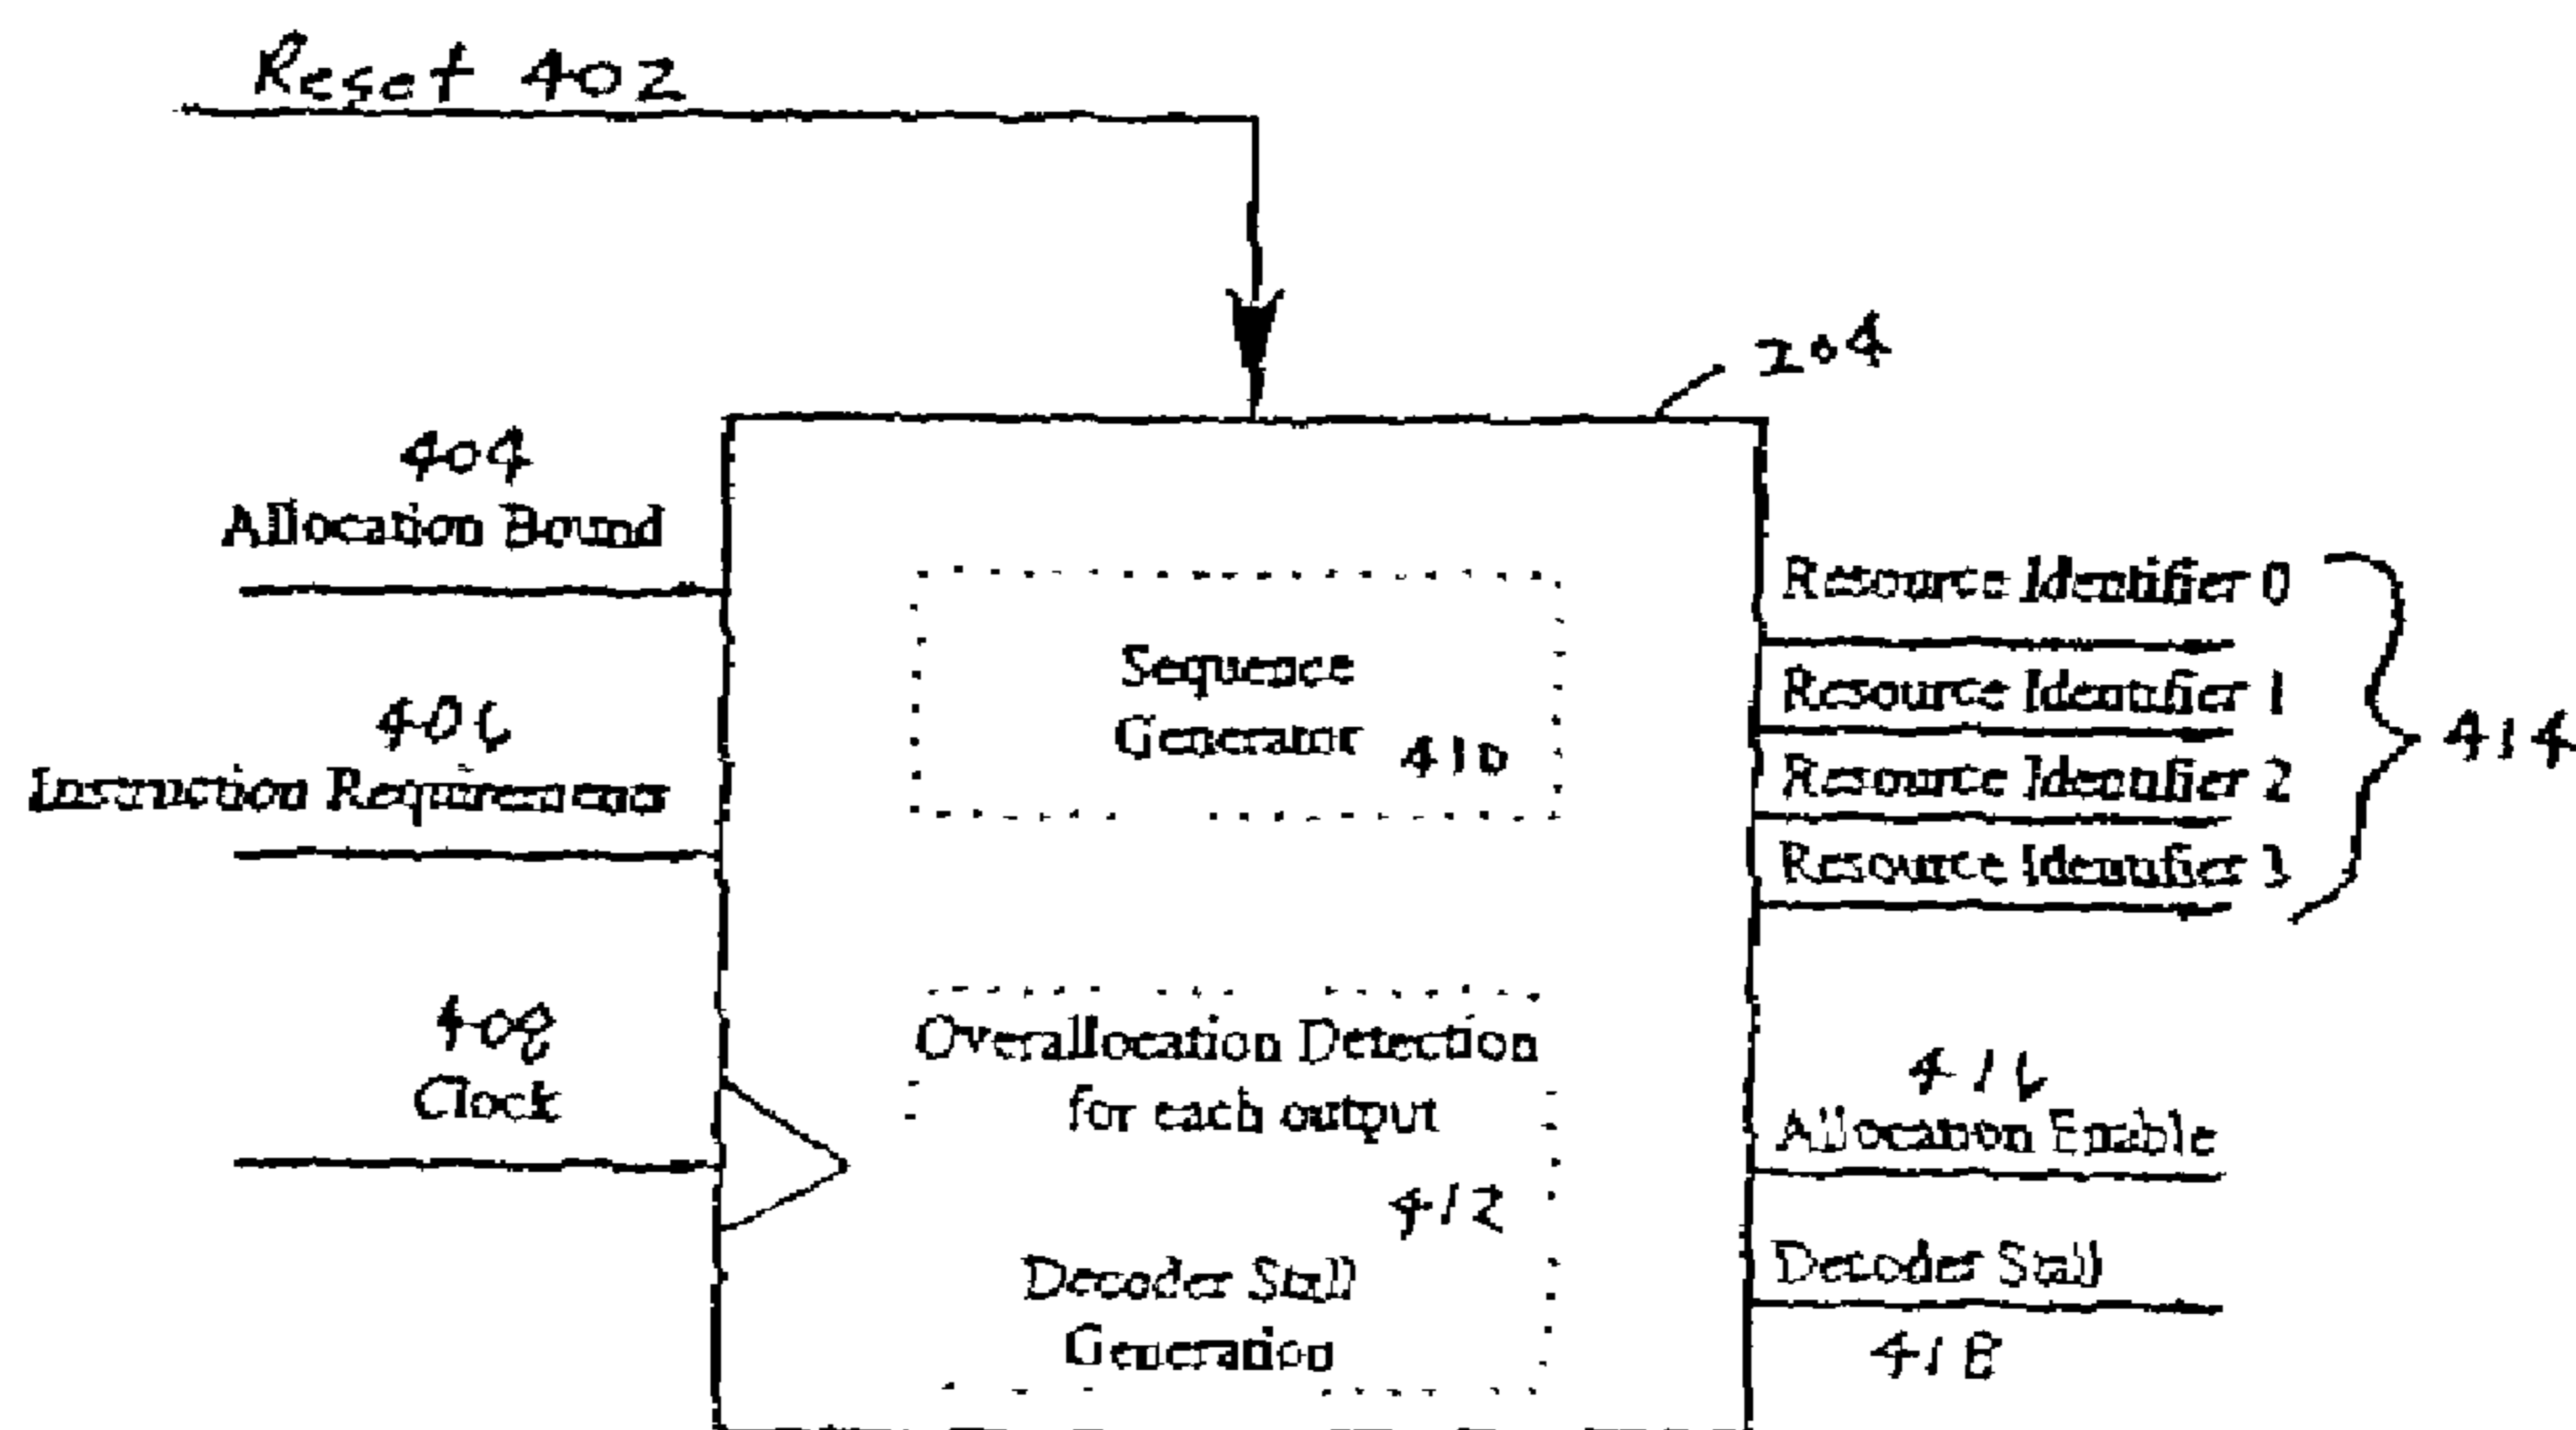 Reset 402
204
404
Allocation Bound
406
Instruction Requirements
408
Clock
Sequence
Generator 410
Overallocation Detection
for each output
412
Decoder Stall
Generation
Resource Identifier 0
Resource Identifier 1
Resource Identifier 2
Resource Identifier 3
414
416
Allocation Enable
Decoder Stall
418